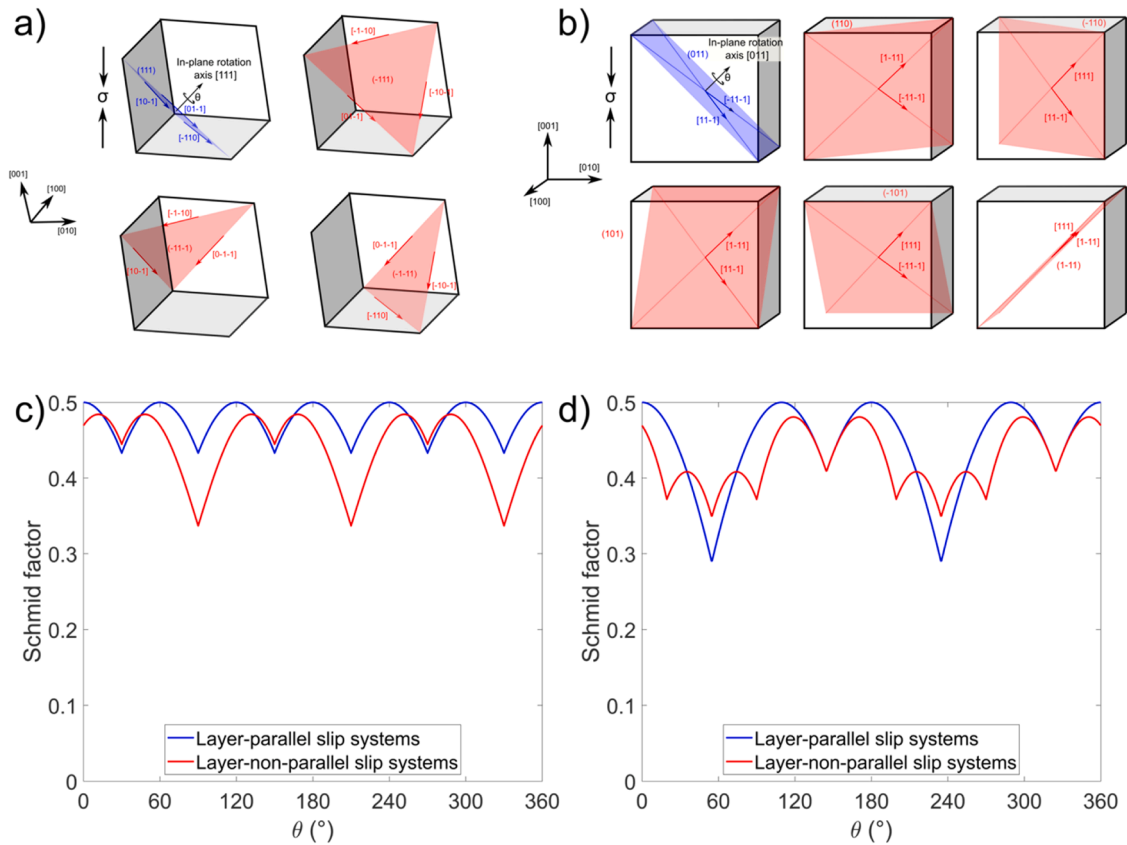 a)
σ
(111)
In-plane rotation
axis [111]
θ
[10-1]
[01-1]
[-110]
[-1-10]
(-111)
[-10-1]
[01-1]
[001]
[100]
[010]
[-1-10]
(-11-1)
[10-1]
[0-1-1]
[0-1-1]
(-1-11)
[-10-1]
[-110]
b)
σ
(011)
In-plane rotation
axis [011]
θ
[-11-1]
[11-1]
(110)
[1-11]
[-11-1]
(-110)
[111]
[11-1]
[001]
[010]
[100]
(101)
[1-11]
[11-1]
(-101)
[111]
[-11-1]
[111]
[1-11]
(1-11)
c)
0.5
0.4
0.3
0.2
0.1
0
Schmid factor
Layer-parallel slip systems
Layer-non-parallel slip systems
0 60 120 180 240 300 360
θ (°)
d)
0.5
0.4
0.3
0.2
0.1
0
Schmid factor
Layer-parallel slip systems
Layer-non-parallel slip systems
0 60 120 180 240 300 360
θ (°)